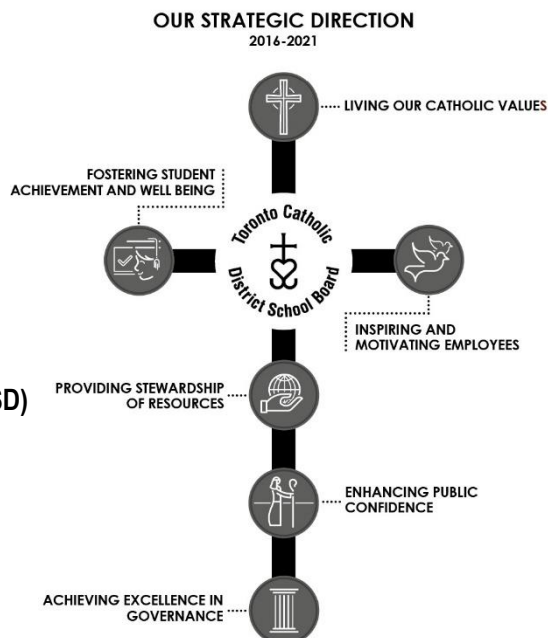 OUR STRATEGIC DIRECTION
2016-2021
LIVING OUR CATHOLIC VALUES
FOSTERING STUDENT
ACHIEVEMENT AND WELL BEING
Toronto Catholic
District School Board
INSPIRING AND
MOTIVATING EMPLOYEES
SD)
PROVIDING STEWARDSHIP
OF RESOURCES
ENHANCING PUBLIC
CONFIDENCE
ACHIEVING EXCELLENCE IN
GOVERNANCE